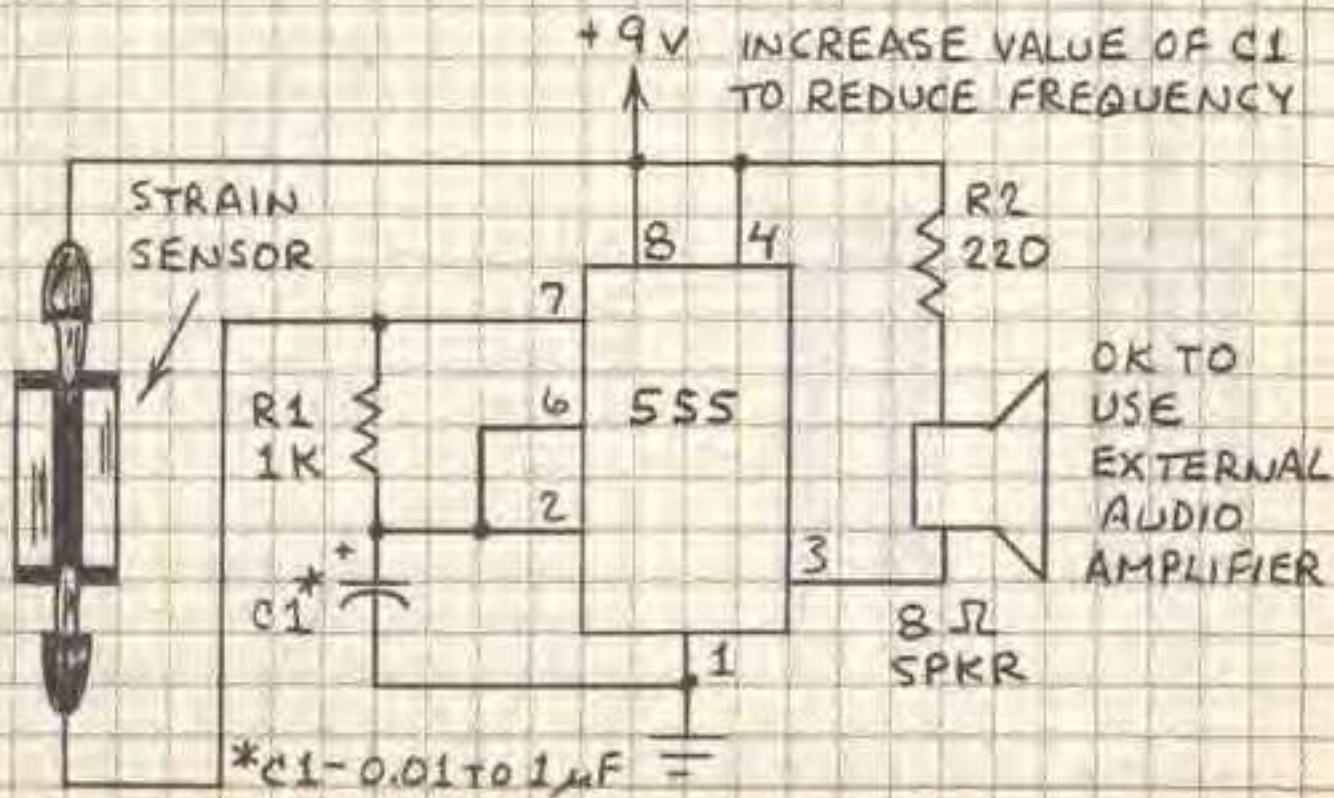 +9V
INCREASE VALUE OF C1
TO REDUCE FREQUENCY
STRAIN
SENSOR
R2
220
8
4
7
R1
1K
6
555
2
OK TO
USE
EXTERNAL
AUDIO
AMPLIFIER
+
C1*
3
1
8 Ω
SPKR
*C1-0.01 TO 1µF